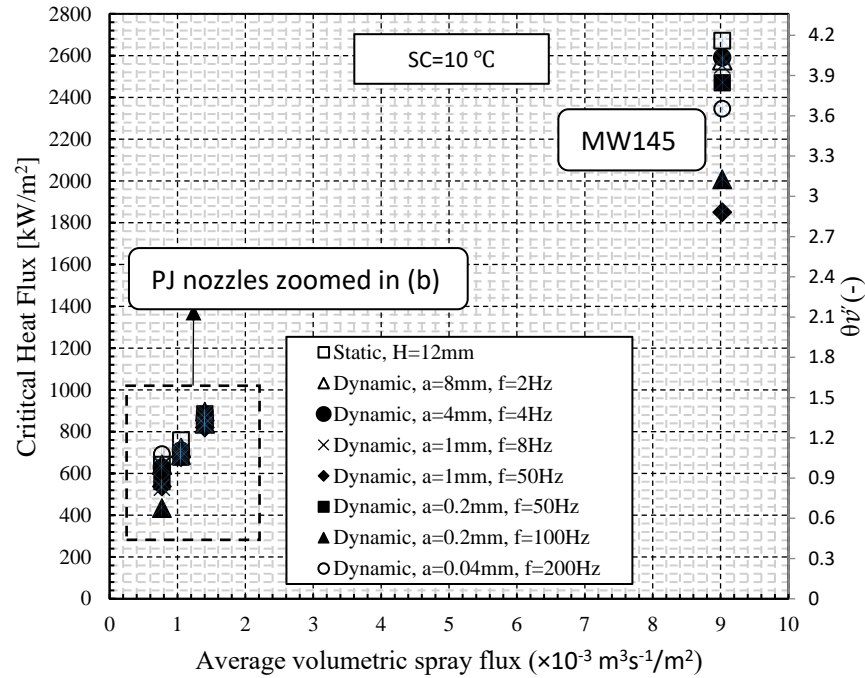 SC=10 °C
MW145
PJ nozzles zoomed in (b)
Static, H=12mm
Dynamic, a=8mm, f=2Hz
Dynamic, a=4mm, f=4Hz
Dynamic, a=1mm, f=8Hz
Dynamic, a=1mm, f=50Hz
Dynamic, a=0.2mm, f=50Hz
Dynamic, a=0.2mm, f=100Hz
Dynamic, a=0.04mm, f=200Hz
Crititcal Heat Flux [kW/m²]
2800
2600
2400
2200
2000
1800
1600
1400
1200
1000
800
600
400
200
0
4.2
3.9
3.6
3.3
3
2.7
2.4
2.1
1.8
1.5
1.2
0.9
0.6
0.3
0
(-)
0 1 2 3 4 5 6 7 8 9 10
Average volumetric spray flux (×10⁻³ m³s⁻¹/m²)